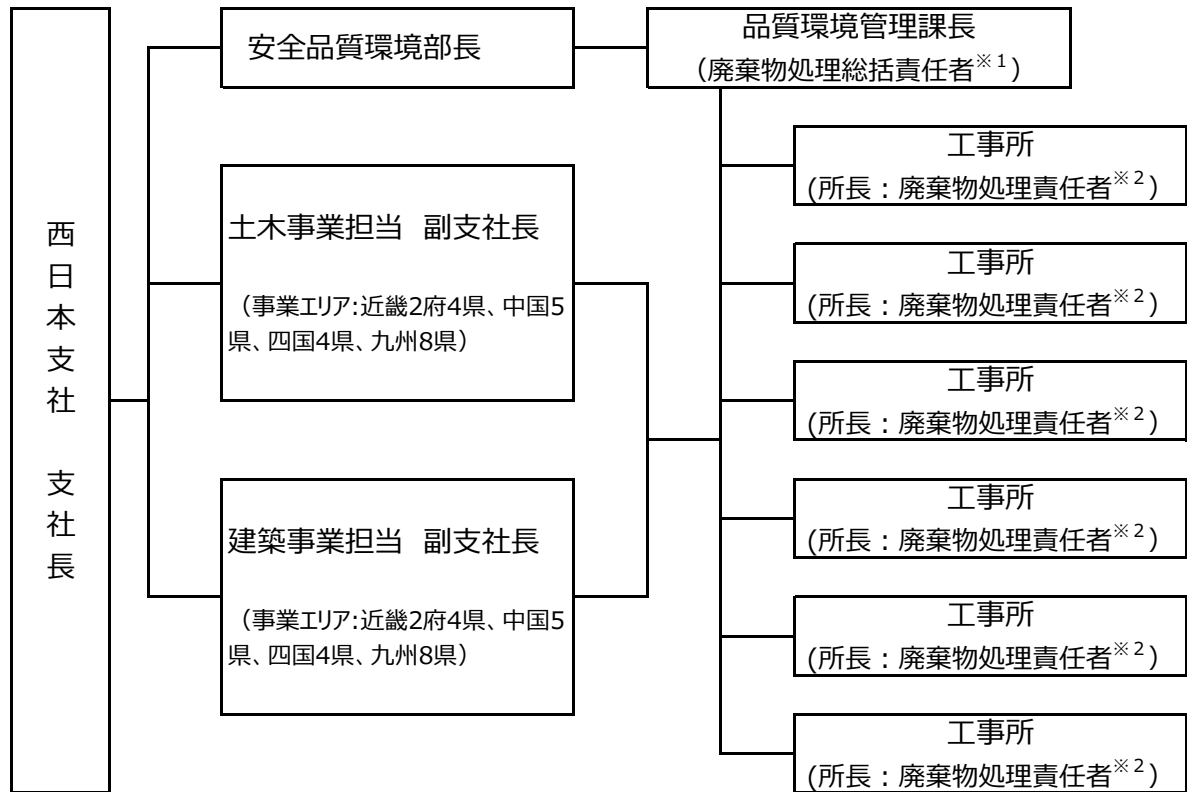 西日本支社　支社長
安全品質環境部長
品質環境管理課長
（廃棄物処理総括責任者※1）
土木事業担当　副支社長
（事業エリア:近畿2府4県、中国5
県、四国4県、九州8県）
建築事業担当　副支社長
（事業エリア:近畿2府4県、中国5
県、四国4県、九州8県）
工事所
(所長：廃棄物処理責任者※2）
工事所
(所長：廃棄物処理責任者※2）
工事所
(所長：廃棄物処理責任者※2）
工事所
(所長：廃棄物処理責任者※2）
工事所
(所長：廃棄物処理責任者※2）
工事所
(所長：廃棄物処理責任者※2）